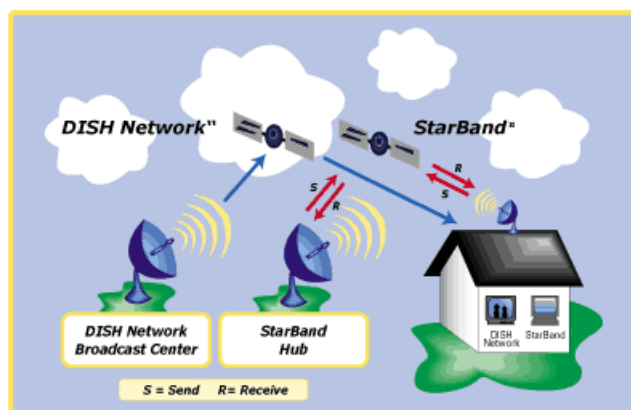 DISH Network
StarBand
R
S
S
R
DISH Network
Broadcast Center
StarBand
Hub
DISH
Network
StarBand
S = Send R= Receive